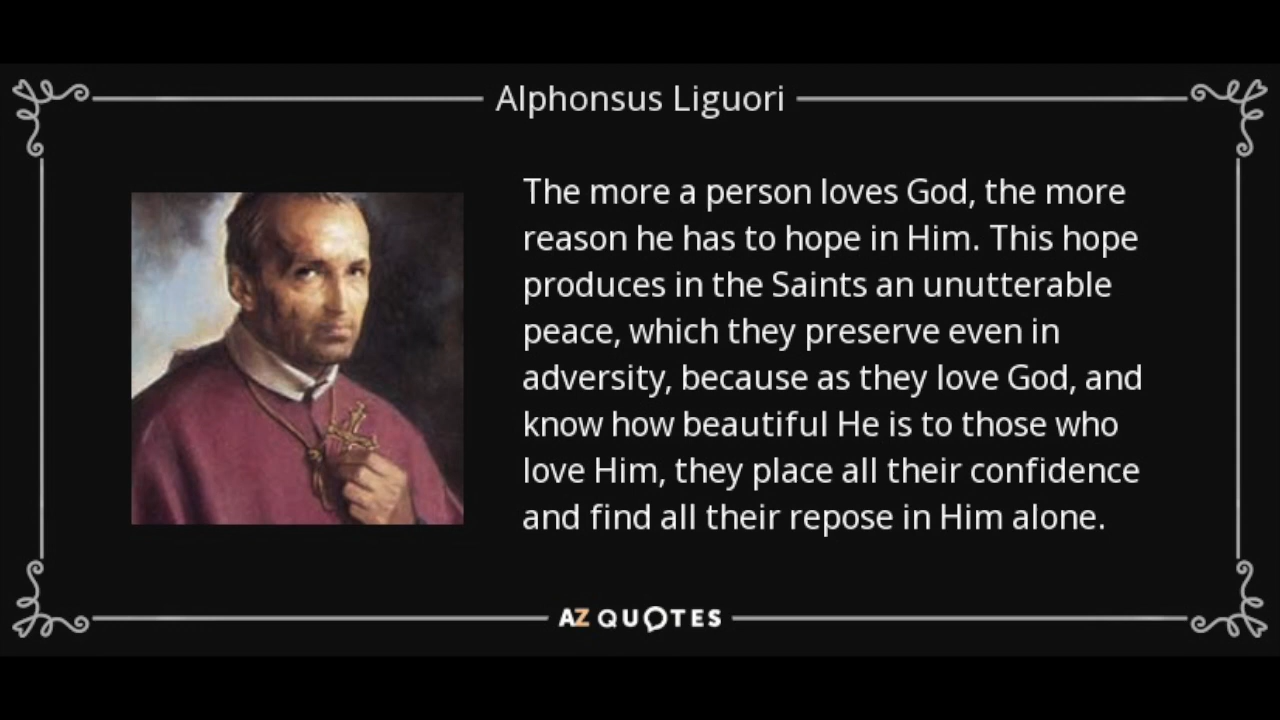 Alphonsus Liguori
The more a person loves God, the more
reason he has to hope in Him. This hope
produces in the Saints an unutterable
peace, which they preserve even in
adversity, because as they love God, and
know how beautiful He is to those who
love Him, they place all their confidence
and find all their repose in Him alone.
AZ QUOTES